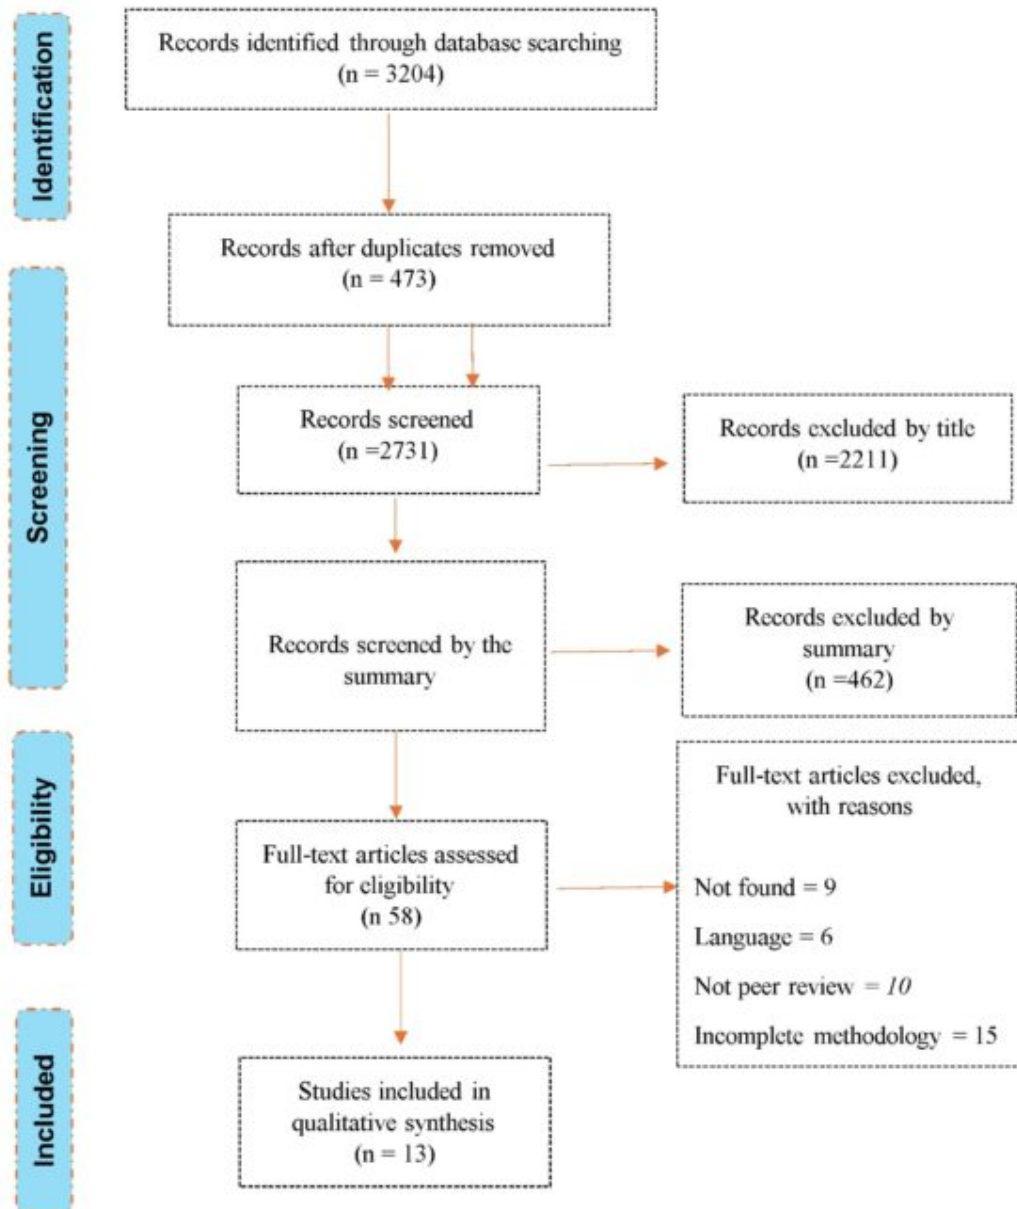 Identification
Records identified through database searching
(n = 3204)
Records after duplicates removed
(n = 473)
Screening
Records screened
(n =2731)
Records excluded by title
(n =2211)
Records screened by the
summary
Records excluded by
summary
(n =462)
Eligibility
Full-text articles assessed
for eligibility
(n 58)
Full-text articles excluded,
with reasons
Not found = 9
Language = 6
Not peer review = 10
Incomplete methodology = 15
Included
Studies included in
qualitative synthesis
(n = 13)